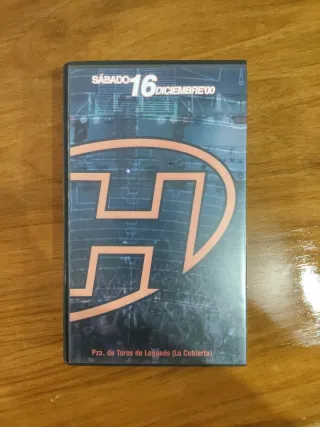 SÁBADO 16 DICIEMBRE'00
H
Pza. de Toros de Leganés (La Cubierta)